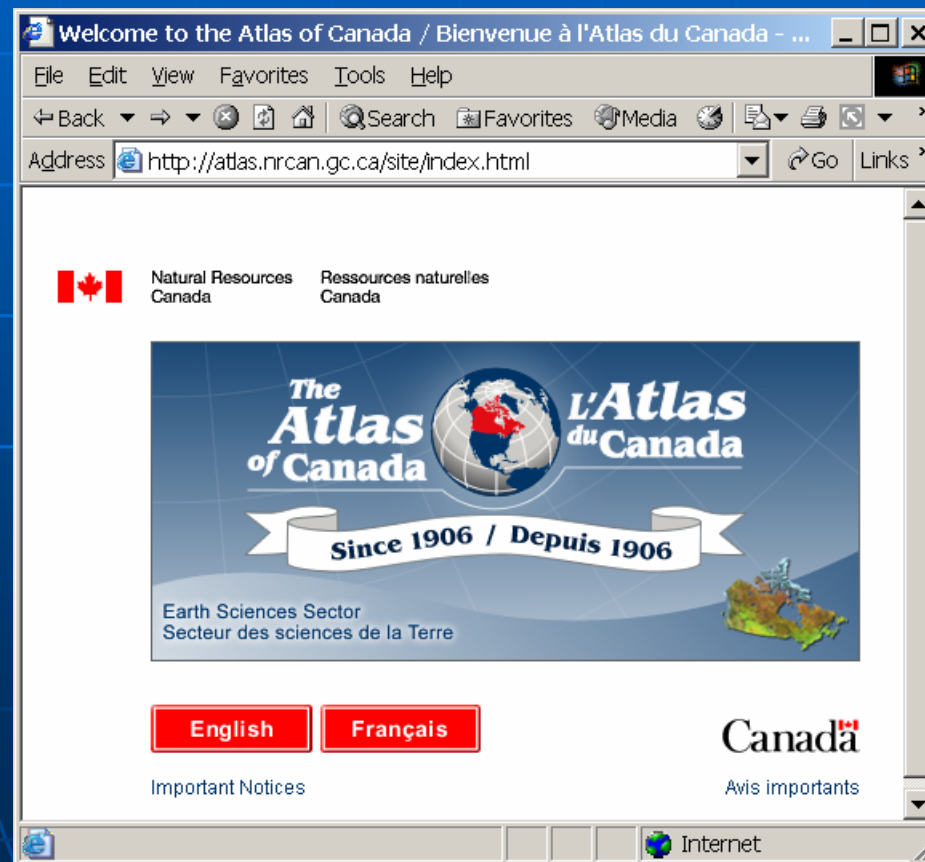 Welcome to the Atlas of Canada / Bienvenue à l'Atlas du Canada - ...
File Edit View Favorites Tools Help
Back Search Favorites Media
Address http://atlas.nrcan.gc.ca/site/index.html Go Links
Natural Resources Ressources naturelles
Canada Canada
The
Atlas
of Canada
L'Atlas
du Canada
Since 1906 / Depuis 1906
Earth Sciences Sector
Secteur des sciences de la Terre
English Français
Canada
Important Notices Avis importants
Internet